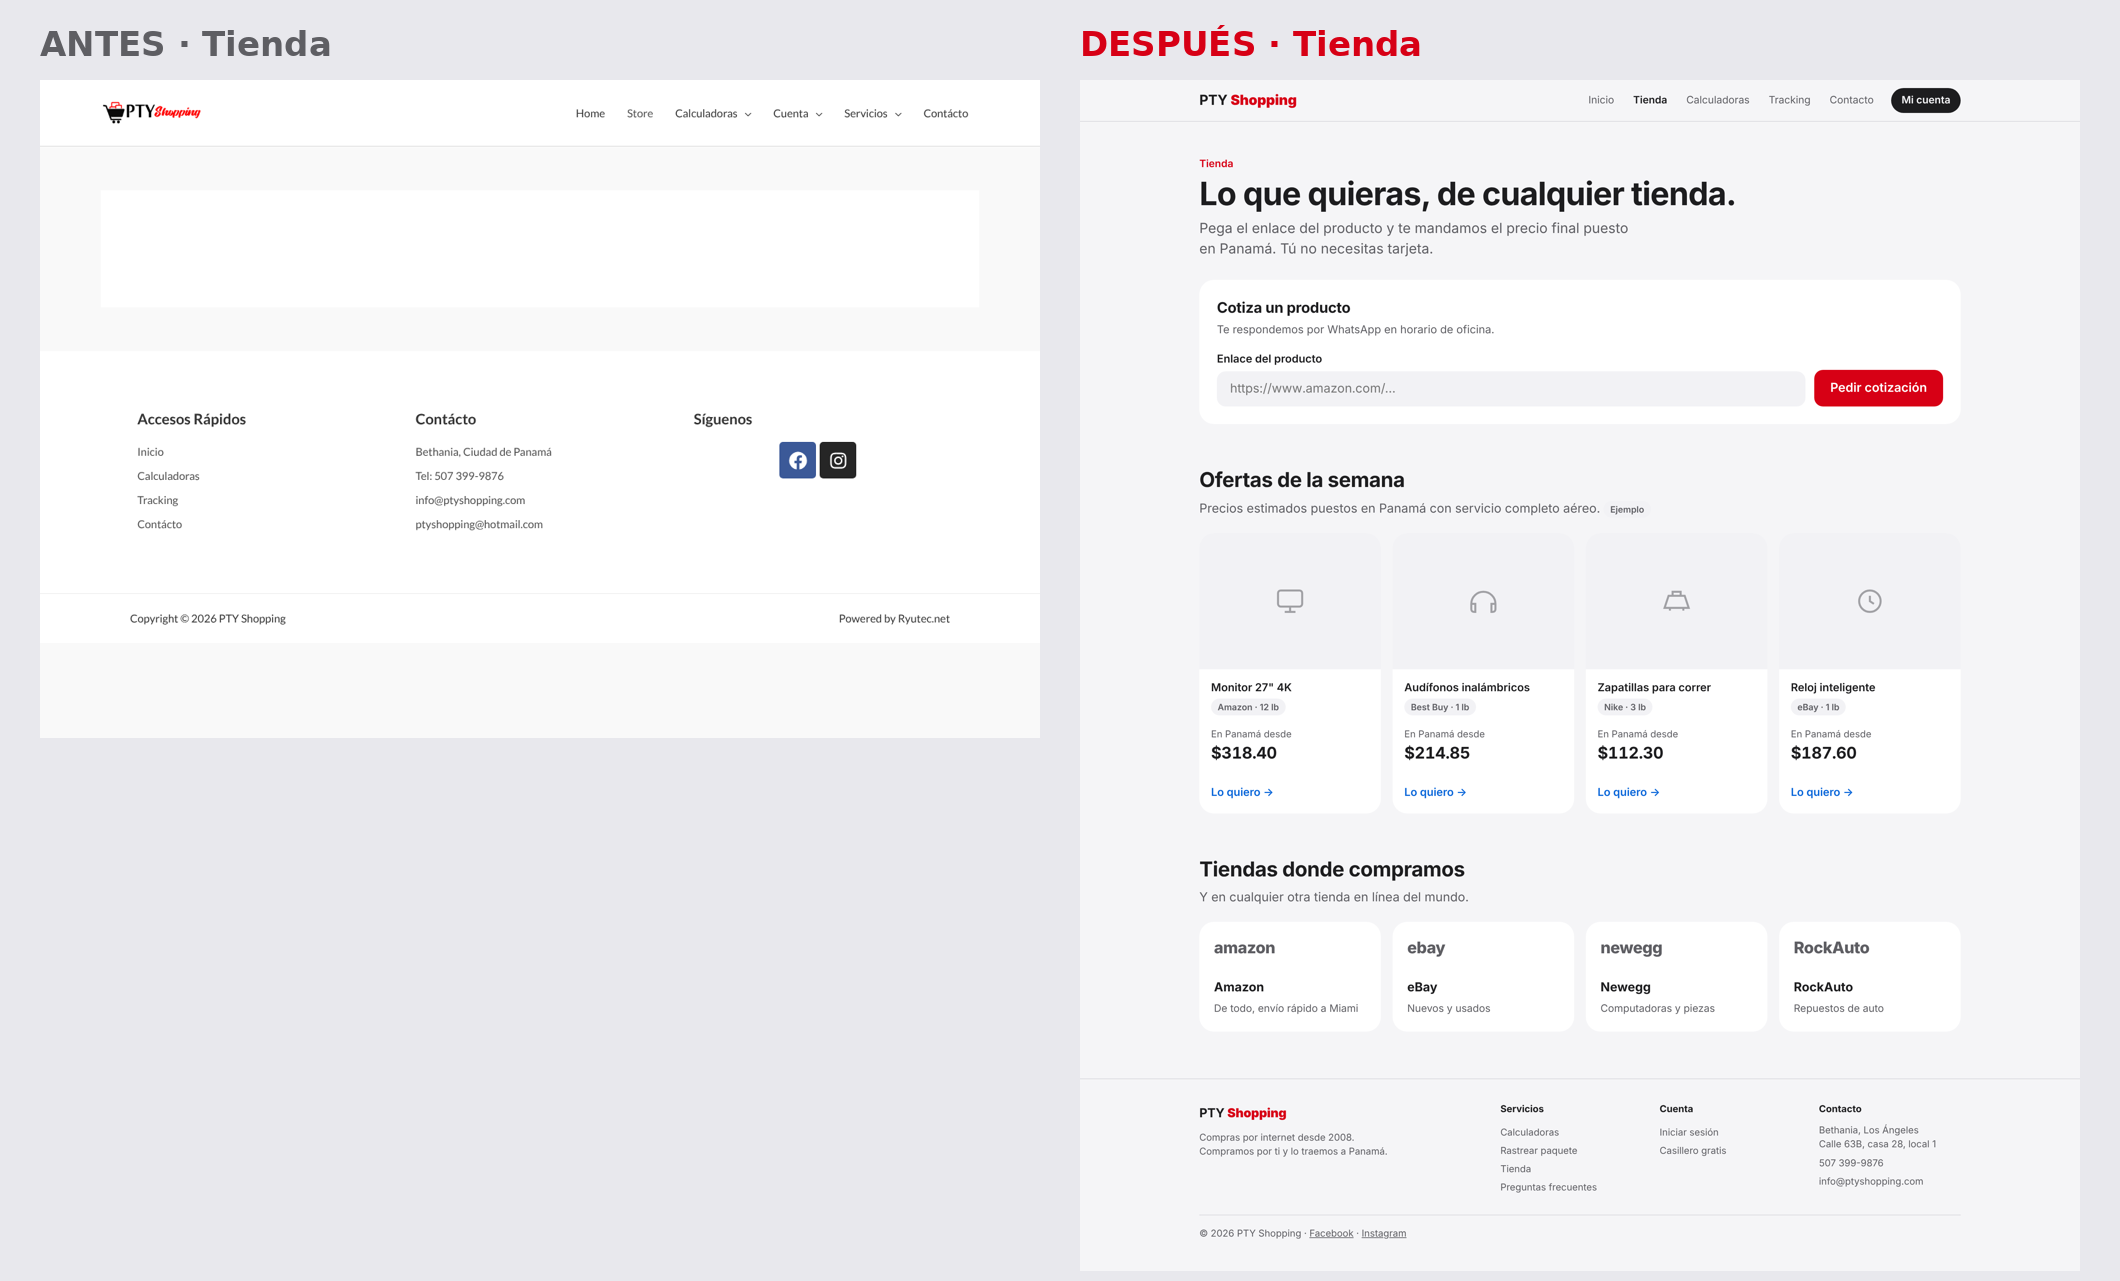 ANTES · Tienda
PTY Shopping
Home Store Calculadoras Cuenta Servicios Contácto
Accesos Rápidos
Inicio
Calculadoras
Tracking
Contácto
Contácto
Bethania, Ciudad de Panamá
Tel: 507 399-9876
info@ptyshopping.com
ptyshopping@hotmail.com
Síguenos
Copyright © 2026 PTY Shopping
Powered by Ryutec.net
DESPUÉS · Tienda
PTY Shopping
Inicio Tienda Calculadoras Tracking Contacto Mi cuenta
Tienda
Lo que quieras, de cualquier tienda.
Pega el enlace del producto y te mandamos el precio final puesto
en Panamá. Tú no necesitas tarjeta.
Cotiza un producto
Te respondemos por WhatsApp en horario de oficina.
Enlace del producto
https://www.amazon.com/...
Pedir cotización
Ofertas de la semana
Precios estimados puestos en Panamá con servicio completo aéreo. Ejemplo
Monitor 27" 4K
Amazon · 12 lb
En Panamá desde
$318.40
Lo quiero →
Audífonos inalámbricos
Best Buy · 1 lb
En Panamá desde
$214.85
Lo quiero →
Zapatillas para correr
Nike · 3 lb
En Panamá desde
$112.30
Lo quiero →
Reloj inteligente
eBay · 1 lb
En Panamá desde
$187.60
Lo quiero →
Tiendas donde compramos
Y en cualquier otra tienda en línea del mundo.
amazon
Amazon
De todo, envío rápido a Miami
ebay
eBay
Nuevos y usados
newegg
Newegg
Computadoras y piezas
RockAuto
RockAuto
Repuestos de auto
PTY Shopping
Compras por internet desde 2008.
Compramos por ti y lo traemos a Panamá.
Servicios
Calculadoras
Rastrear paquete
Tienda
Preguntas frecuentes
Cuenta
Iniciar sesión
Casillero gratis
Contacto
Bethania, Los Ángeles
Calle 63B, casa 28, local 1
507 399-9876
info@ptyshopping.com
© 2026 PTY Shopping · Facebook · Instagram